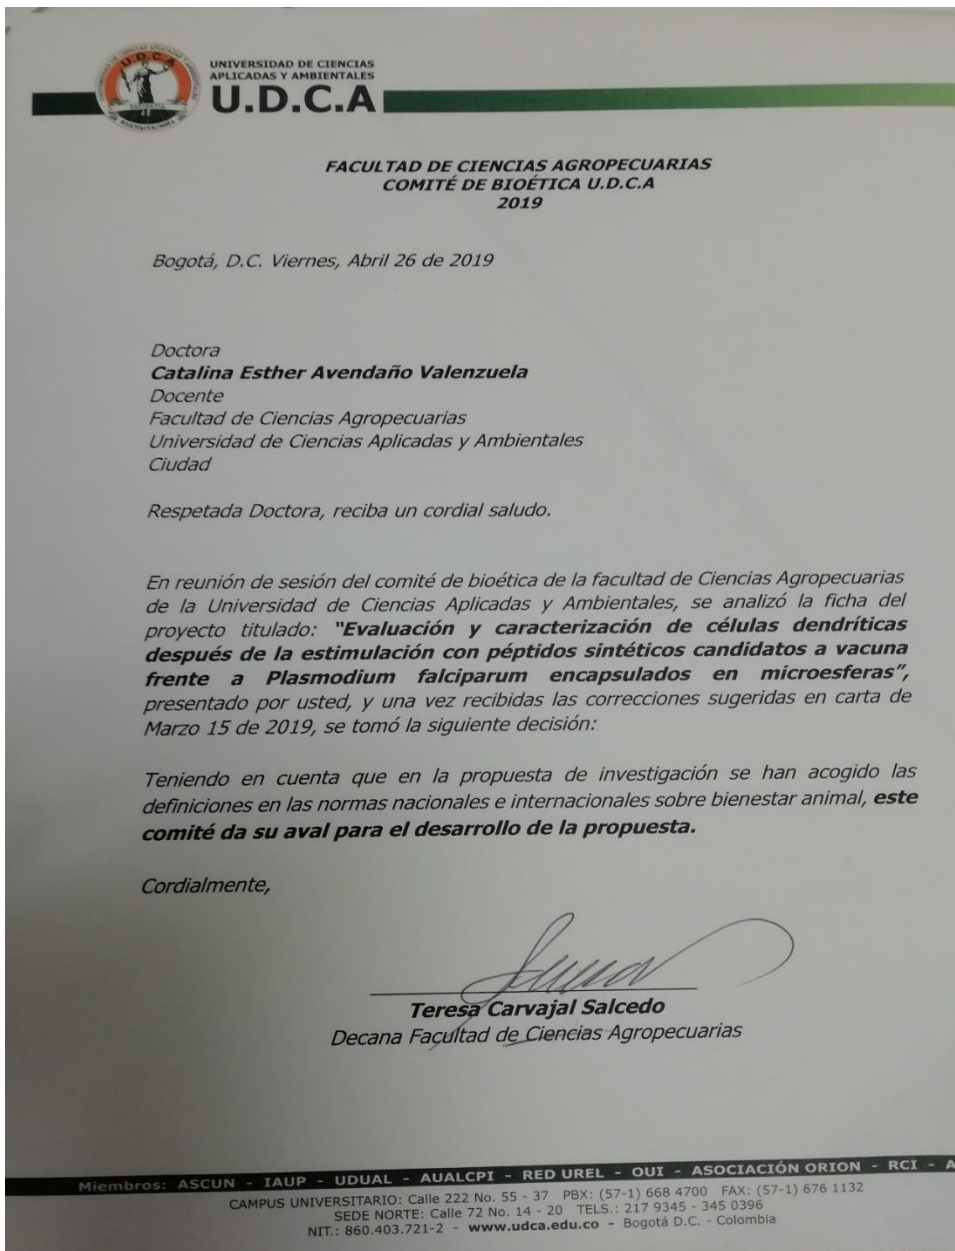 U.D.C.A
UNIVERSIDAD DE CIENCIAS
APLICADAS Y AMBIENTALES
U.D.C.A
FACULTAD DE CIENCIAS AGROPECUARIAS
COMITÉ DE BIOÉTICA U.D.C.A
2019
Bogotá, D.C. Viernes, Abril 26 de 2019
Doctora
Catalina Esther Avendaño Valenzuela
Docente
Facultad de Ciencias Agropecuarias
Universidad de Ciencias Aplicadas y Ambientales
Ciudad
Respetada Doctora, reciba un cordial saludo.
En reunión de sesión del comité de bioética de la facultad de Ciencias Agropecuarias
de la Universidad de Ciencias Aplicadas y Ambientales, se analizó la ficha del
proyecto titulado: "Evaluación y caracterización de células dendríticas
después de la estimulación con péptidos sintéticos candidatos a vacuna
frente a Plasmodium falciparum encapsulados en microesferas",
presentado por usted, y una vez recibidas las correcciones sugeridas en carta de
Marzo 15 de 2019, se tomó la siguiente decisión:
Teniendo en cuenta que en la propuesta de investigación se han acogido las
definiciones en las normas nacionales e internacionales sobre bienestar animal, este
comité da su aval para el desarrollo de la propuesta.
Cordialmente,
Teresa Carvajal Salcedo
Decana Facultad de Ciencias Agropecuarias
Miembros: ASCUN - IAUP - UDUAL - AUALCPI - RED UREL - OUI - ASOCIACIÓN ORION - RCI - A
CAMPUS UNIVERSITARIO: Calle 222 No. 55 - 37 PBX: (57-1) 668 4700 FAX: (57-1) 676 1132
SEDE NORTE: Calle 72 No. 14 - 20 TELS.: 217 9345 - 345 0396
NIT.: 860.403.721-2 - www.udca.edu.co - Bogotá D.C. - Colombia